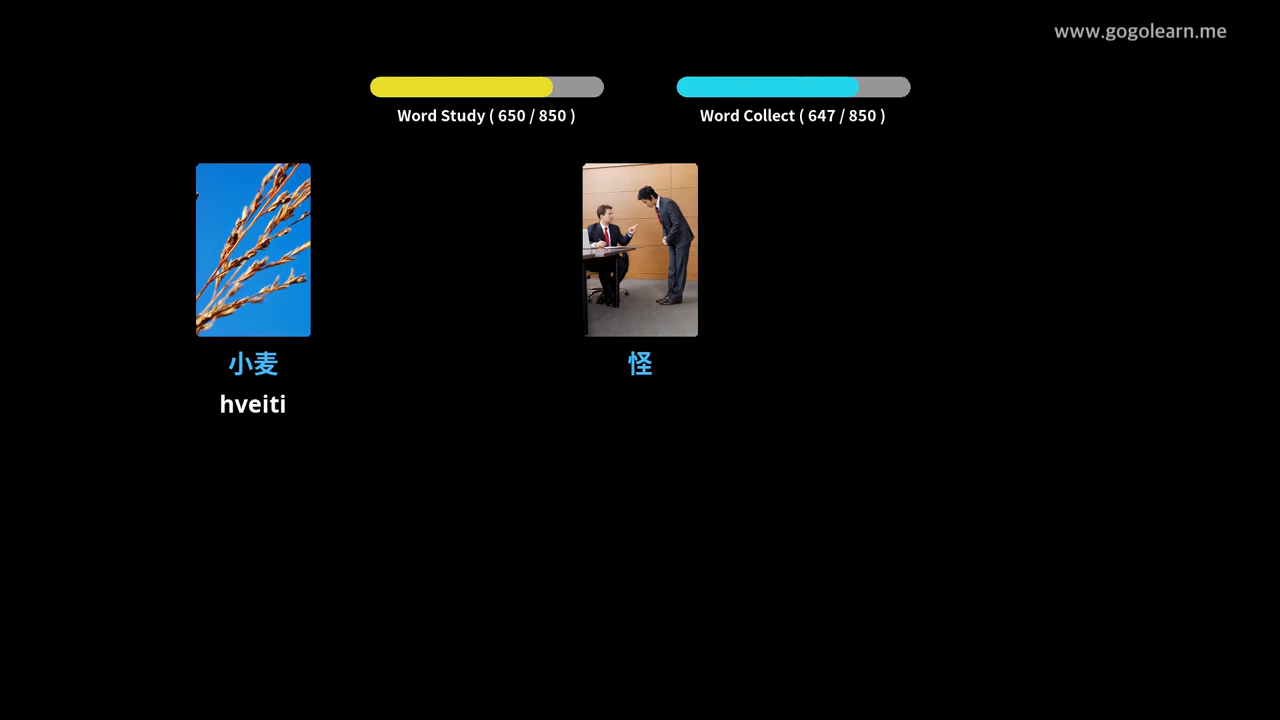 www.gogolearn.me
Word Study ( 650 / 850 )
Word Collect ( 647 / 850 )
小麦
hveiti
怪